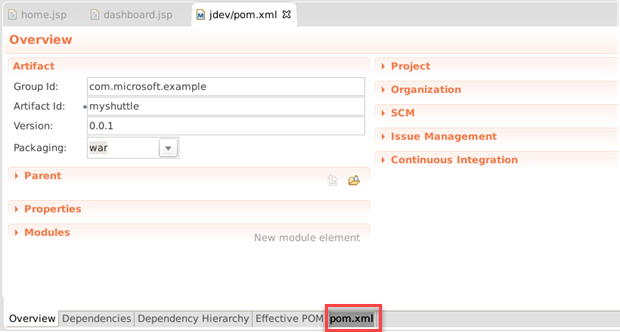 home.jsp dashboard.jsp jdev/pom.xml
Overview
Artifact
Group Id: com.microsoft.example
Artifact Id: myshuttle
Version: 0.0.1
Packaging: war
Parent
Properties
Modules
New module element
Project
Organization
SCM
Issue Management
Continuous Integration
Overview Dependencies Dependency Hierarchy Effective POM pom.xml